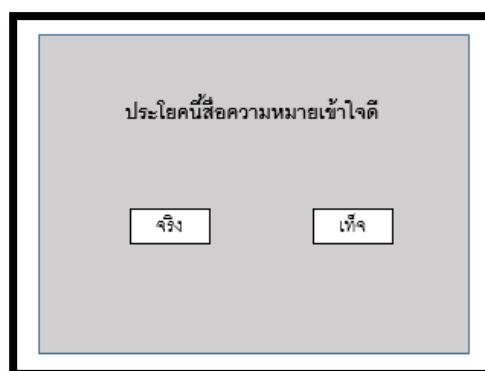 ประโยคนี้สื่อความหมายเข้าใจดี
จริง
เท็จ